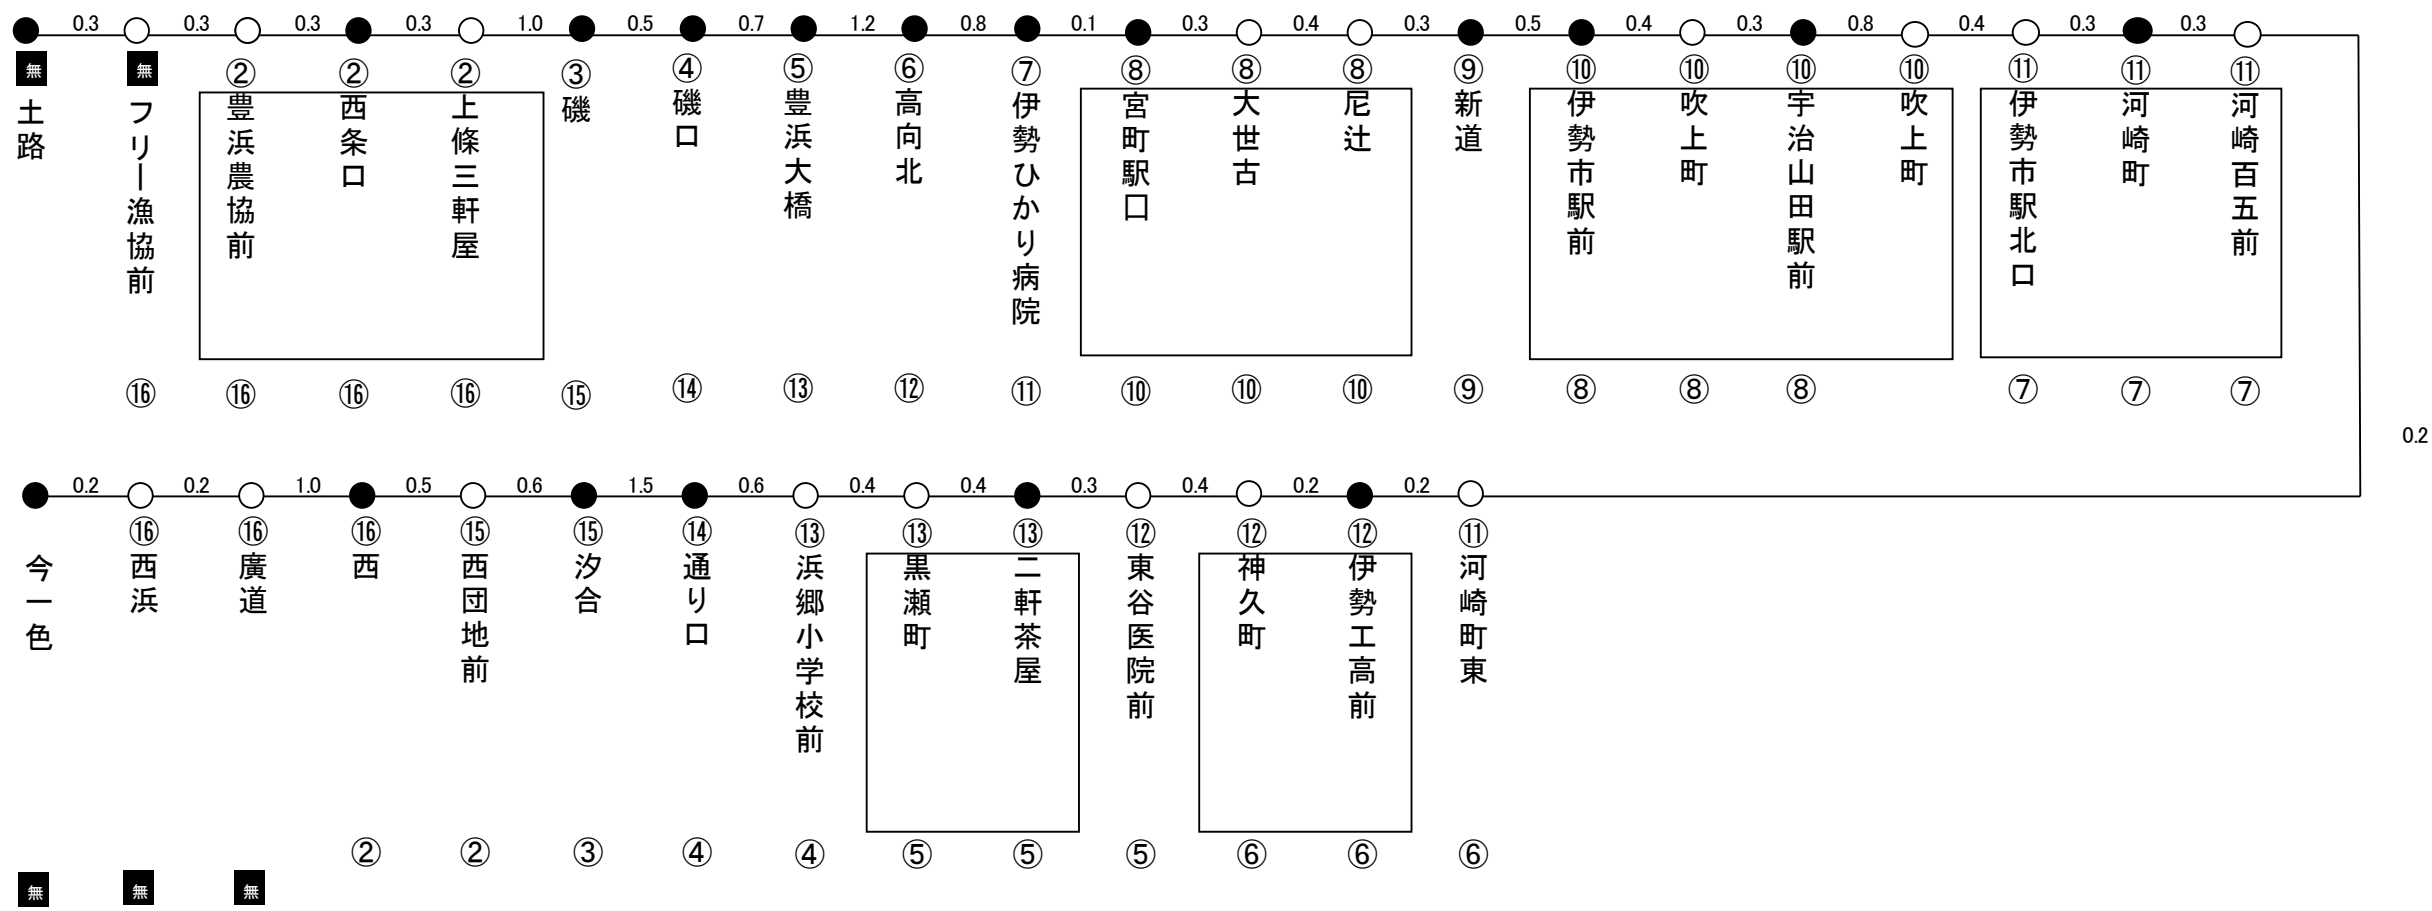 0.3 0.3 0.3 0.3 1.0 0.5 0.7 1.2 0.8 0.1 0.3 0.4 0.3 0.5 0.4 0.3 0.8 0.4 0.3 0.3
無 無 ② ② ② ③ ④ ⑤ ⑥ ⑦ ⑧ ⑧ ⑧ ⑨ ⑩ ⑩ ⑩ ⑩ ⑪ ⑪ ⑪
土路
フリー漁協前
豊浜農協前
西条口
上條三軒屋
磯
磯口
豊浜大橋
高向北
伊勢ひかり病院
宮町駅口
大世古
尼辻
新道
伊勢市駅前
吹上町
宇治山田駅前
吹上町
伊勢市駅北口
河崎町
河崎百五前
⑯ ⑯ ⑯ ⑯ ⑮ ⑭ ⑬ ⑫ ⑪ ⑩ ⑩ ⑩ ⑨ ⑧ ⑧ ⑧ ⑦ ⑦ ⑦
0.2
0.2 0.2 1.0 0.5 0.6 1.5 0.6 0.4 0.4 0.3 0.4 0.2 0.2
⑯ ⑯ ⑯ ⑮ ⑮ ⑭ ⑬ ⑬ ⑬ ⑫ ⑫ ⑫ ⑪
今一色
西浜
廣道
西
西団地前
汐合
通り口
浜郷小学校前
黒瀬町
二軒茶屋
東谷医院前
神久町
伊勢工高前
河崎町東
② ② ③ ④ ④ ⑤ ⑤ ⑤ ⑥ ⑥ ⑥
無 無 無